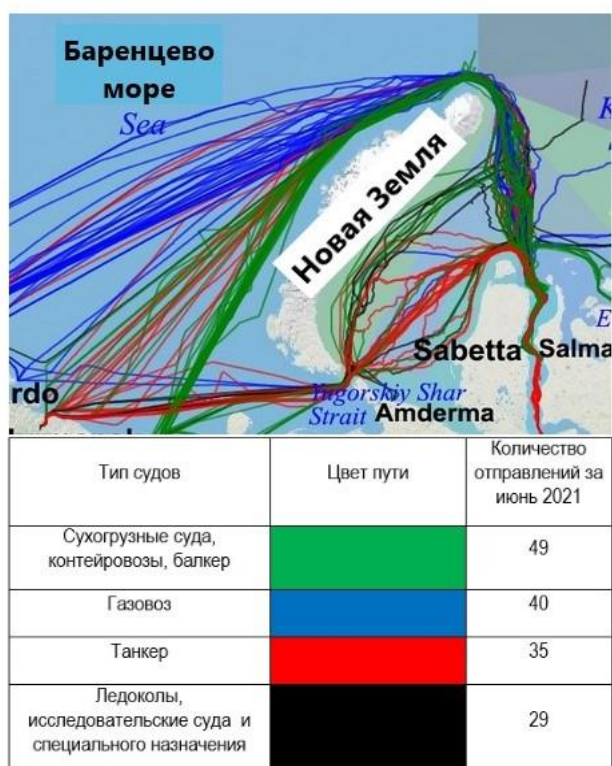 Баренцево
море
Sea
Новая Земля
Sabetta
Salma
rdo
Yugorskiy Shar
Strait
Amderma
Тип судов
Цвет пути
Количество
отправлений за
июнь 2021
Сухогрузные суда,
контейровозы, балкер
49
Газовоз
40
Танкер
35
Ледоколы,
исследовательские суда и
специального назначения
29